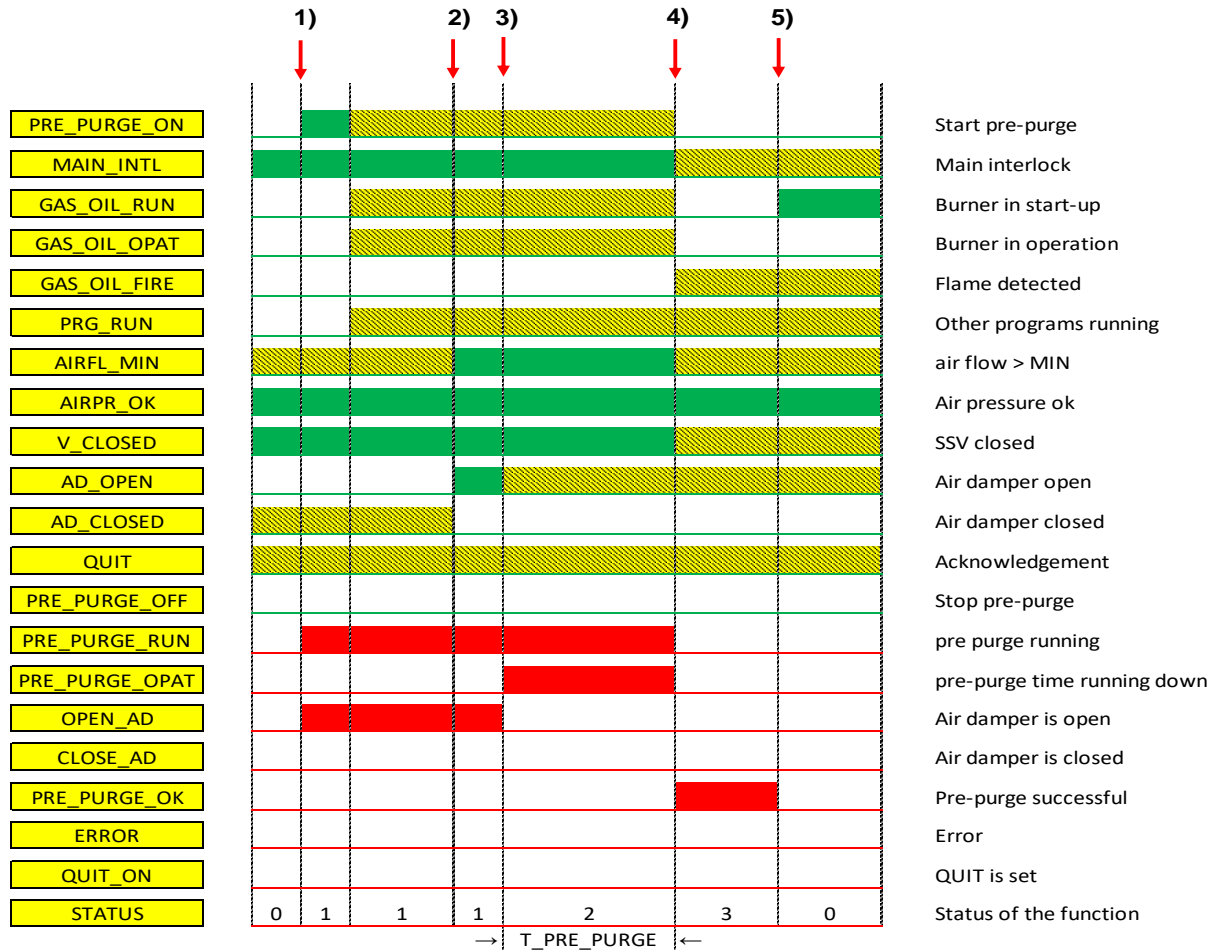 1) 2) 3) 4) 5)
PRE_PURGE_ON Start pre-purge
MAIN_INTL Main interlock
GAS_OIL_RUN Burner in start-up
GAS_OIL_OPAT Burner in operation
GAS_OIL_FIRE Flame detected
PRG_RUN Other programs running
AIRFL_MIN air flow > MIN
AIRPR_OK Air pressure ok
V_CLOSED SSV closed
AD_OPEN Air damper open
AD_CLOSED Air damper closed
QUIT Acknowledgement
PRE_PURGE_OFF Stop pre-purge
PRE_PURGE_RUN pre purge running
PRE_PURGE_OPAT pre-purge time running down
OPEN_AD Air damper is open
CLOSE_AD Air damper is closed
PRE_PURGE_OK Pre-purge successful
ERROR Error
QUIT_ON QUIT is set
STATUS 0 1 1 1 2 3 0 Status of the function
→ T_PRE_PURGE ←